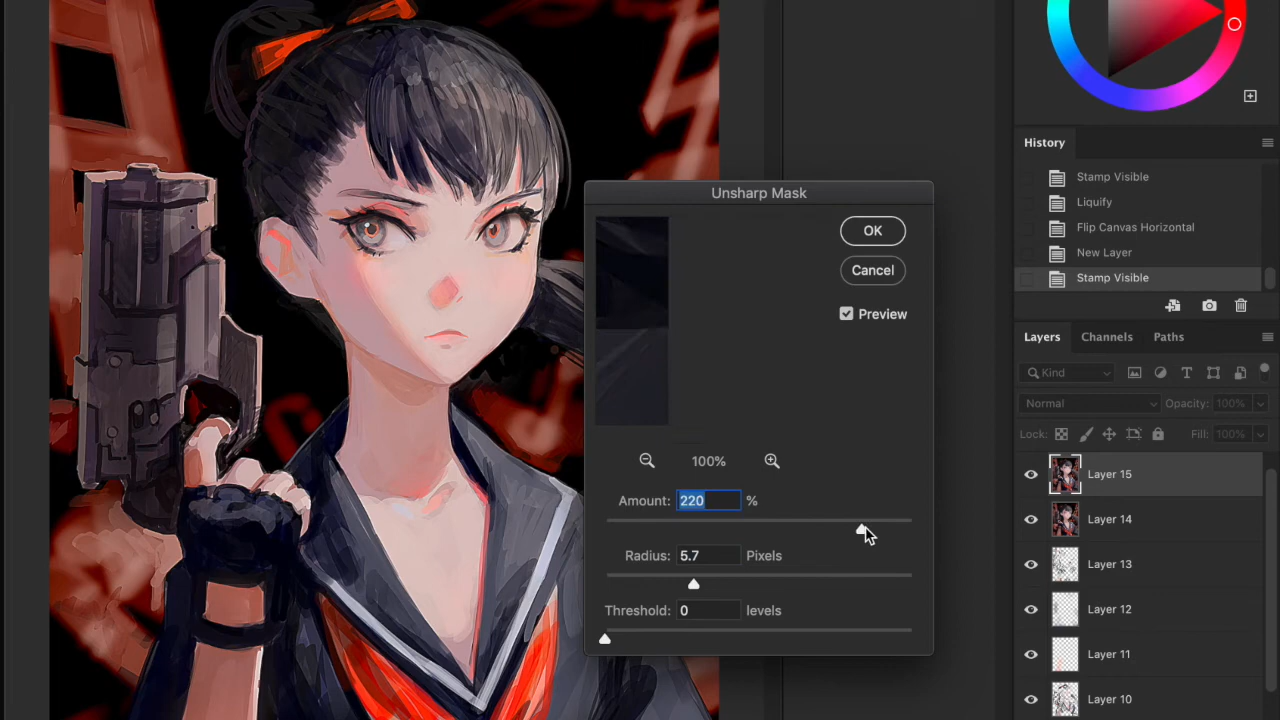 Unsharp Mask
OK
Cancel
Preview
100%
Amount: 220 %
Radius: 5.7 Pixels
Threshold: 0 levels
History
Stamp Visible
Liquify
Flip Canvas Horizontal
New Layer
Stamp Visible
Layers Channels Paths
Kind
Normal Opacity: 100%
Lock: Fill: 100%
Layer 15
Layer 14
Layer 13
Layer 12
Layer 11
Layer 10